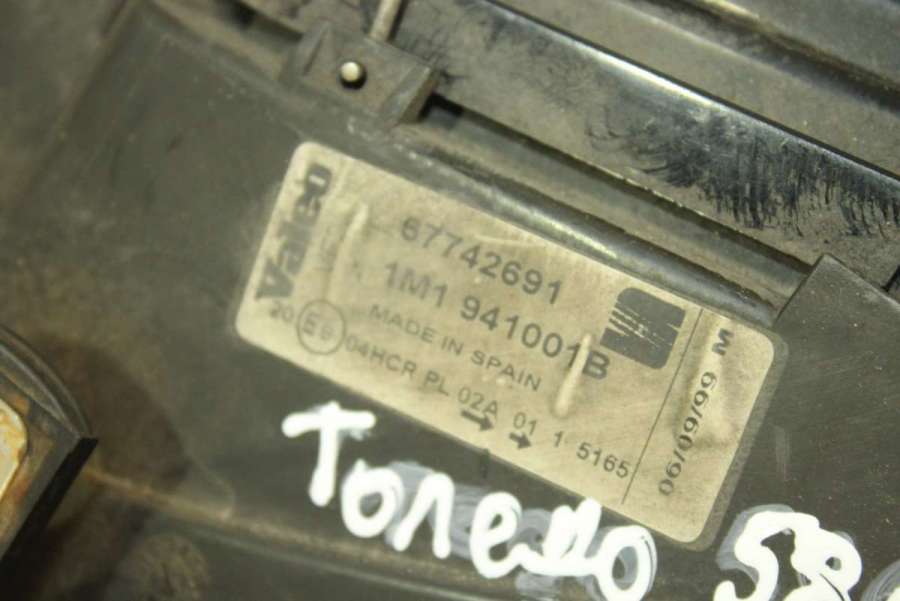 Valeo
67742691
1M1 941001B
MADE IN SPAIN
20 E9 04HCR PL 02A 01 1 5165
06/09/99 M
Толедо 58